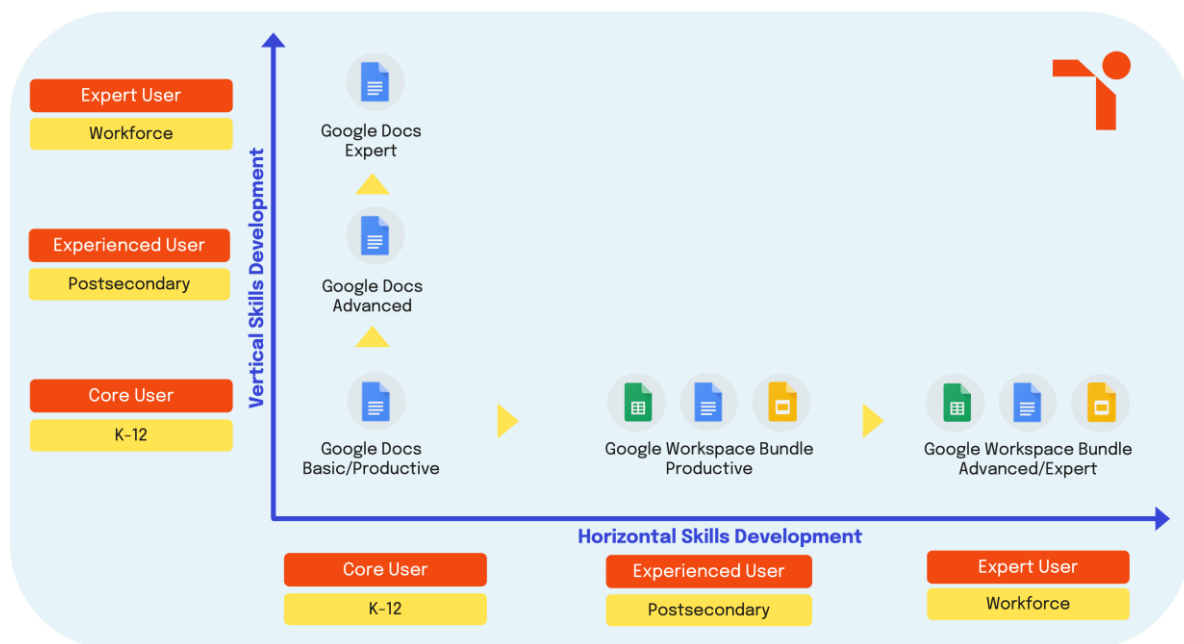 Expert User
Workforce
Experienced User
Postsecondary
Core User
K-12
Vertical Skills Development
Google Docs
Expert
Google Docs
Advanced
Google Docs
Basic/Productive
Google Workspace Bundle
Productive
Google Workspace Bundle
Advanced/Expert
Horizontal Skills Development
Core User
K-12
Experienced User
Postsecondary
Expert User
Workforce